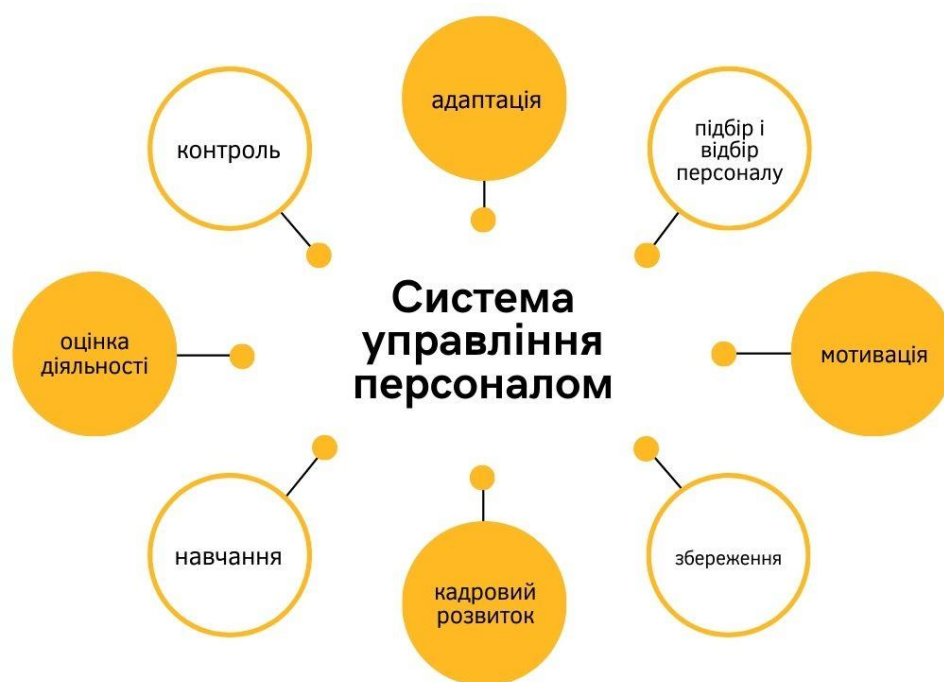 адаптація
контроль
підбір і
відбір
персоналу
Система
управління
персоналом
оцінка
діяльності
мотивація
навчання
збереження
кадровий
розвиток